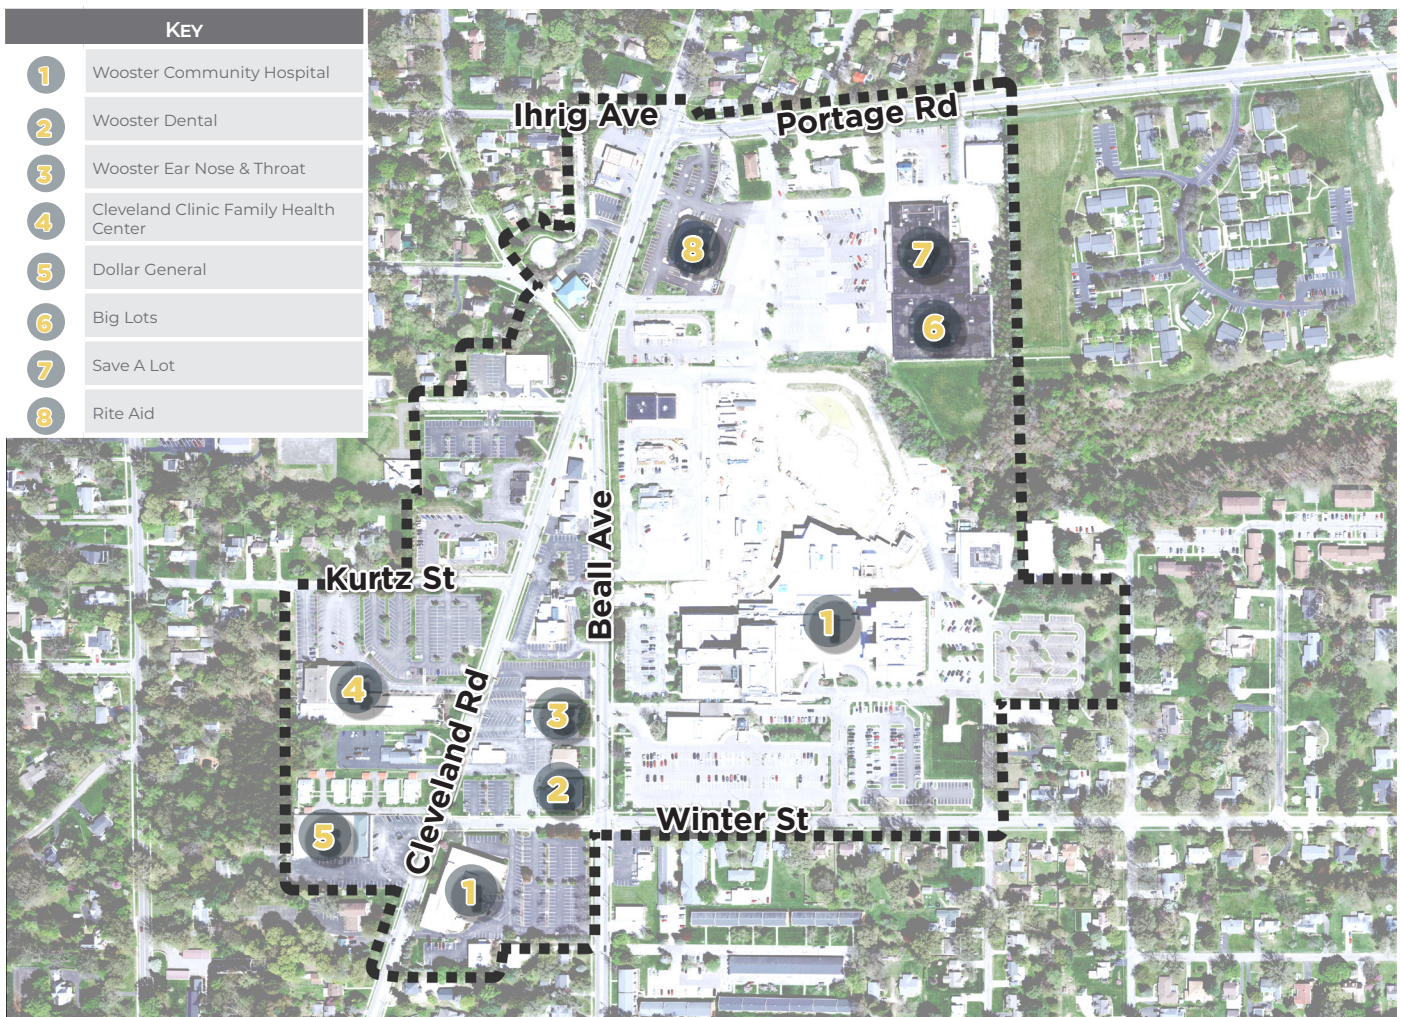 KEY
1 Wooster Community Hospital
2 Wooster Dental
3 Wooster Ear Nose & Throat
4 Cleveland Clinic Family Health
Center
5 Dollar General
6 Big Lots
7 Save A Lot
8 Rite Aid
Ihrig Ave
Portage Rd
8
7
6
Beall Ave
Kurtz St
1
4
Cleveland Rd
3
2
Winter St
5
1